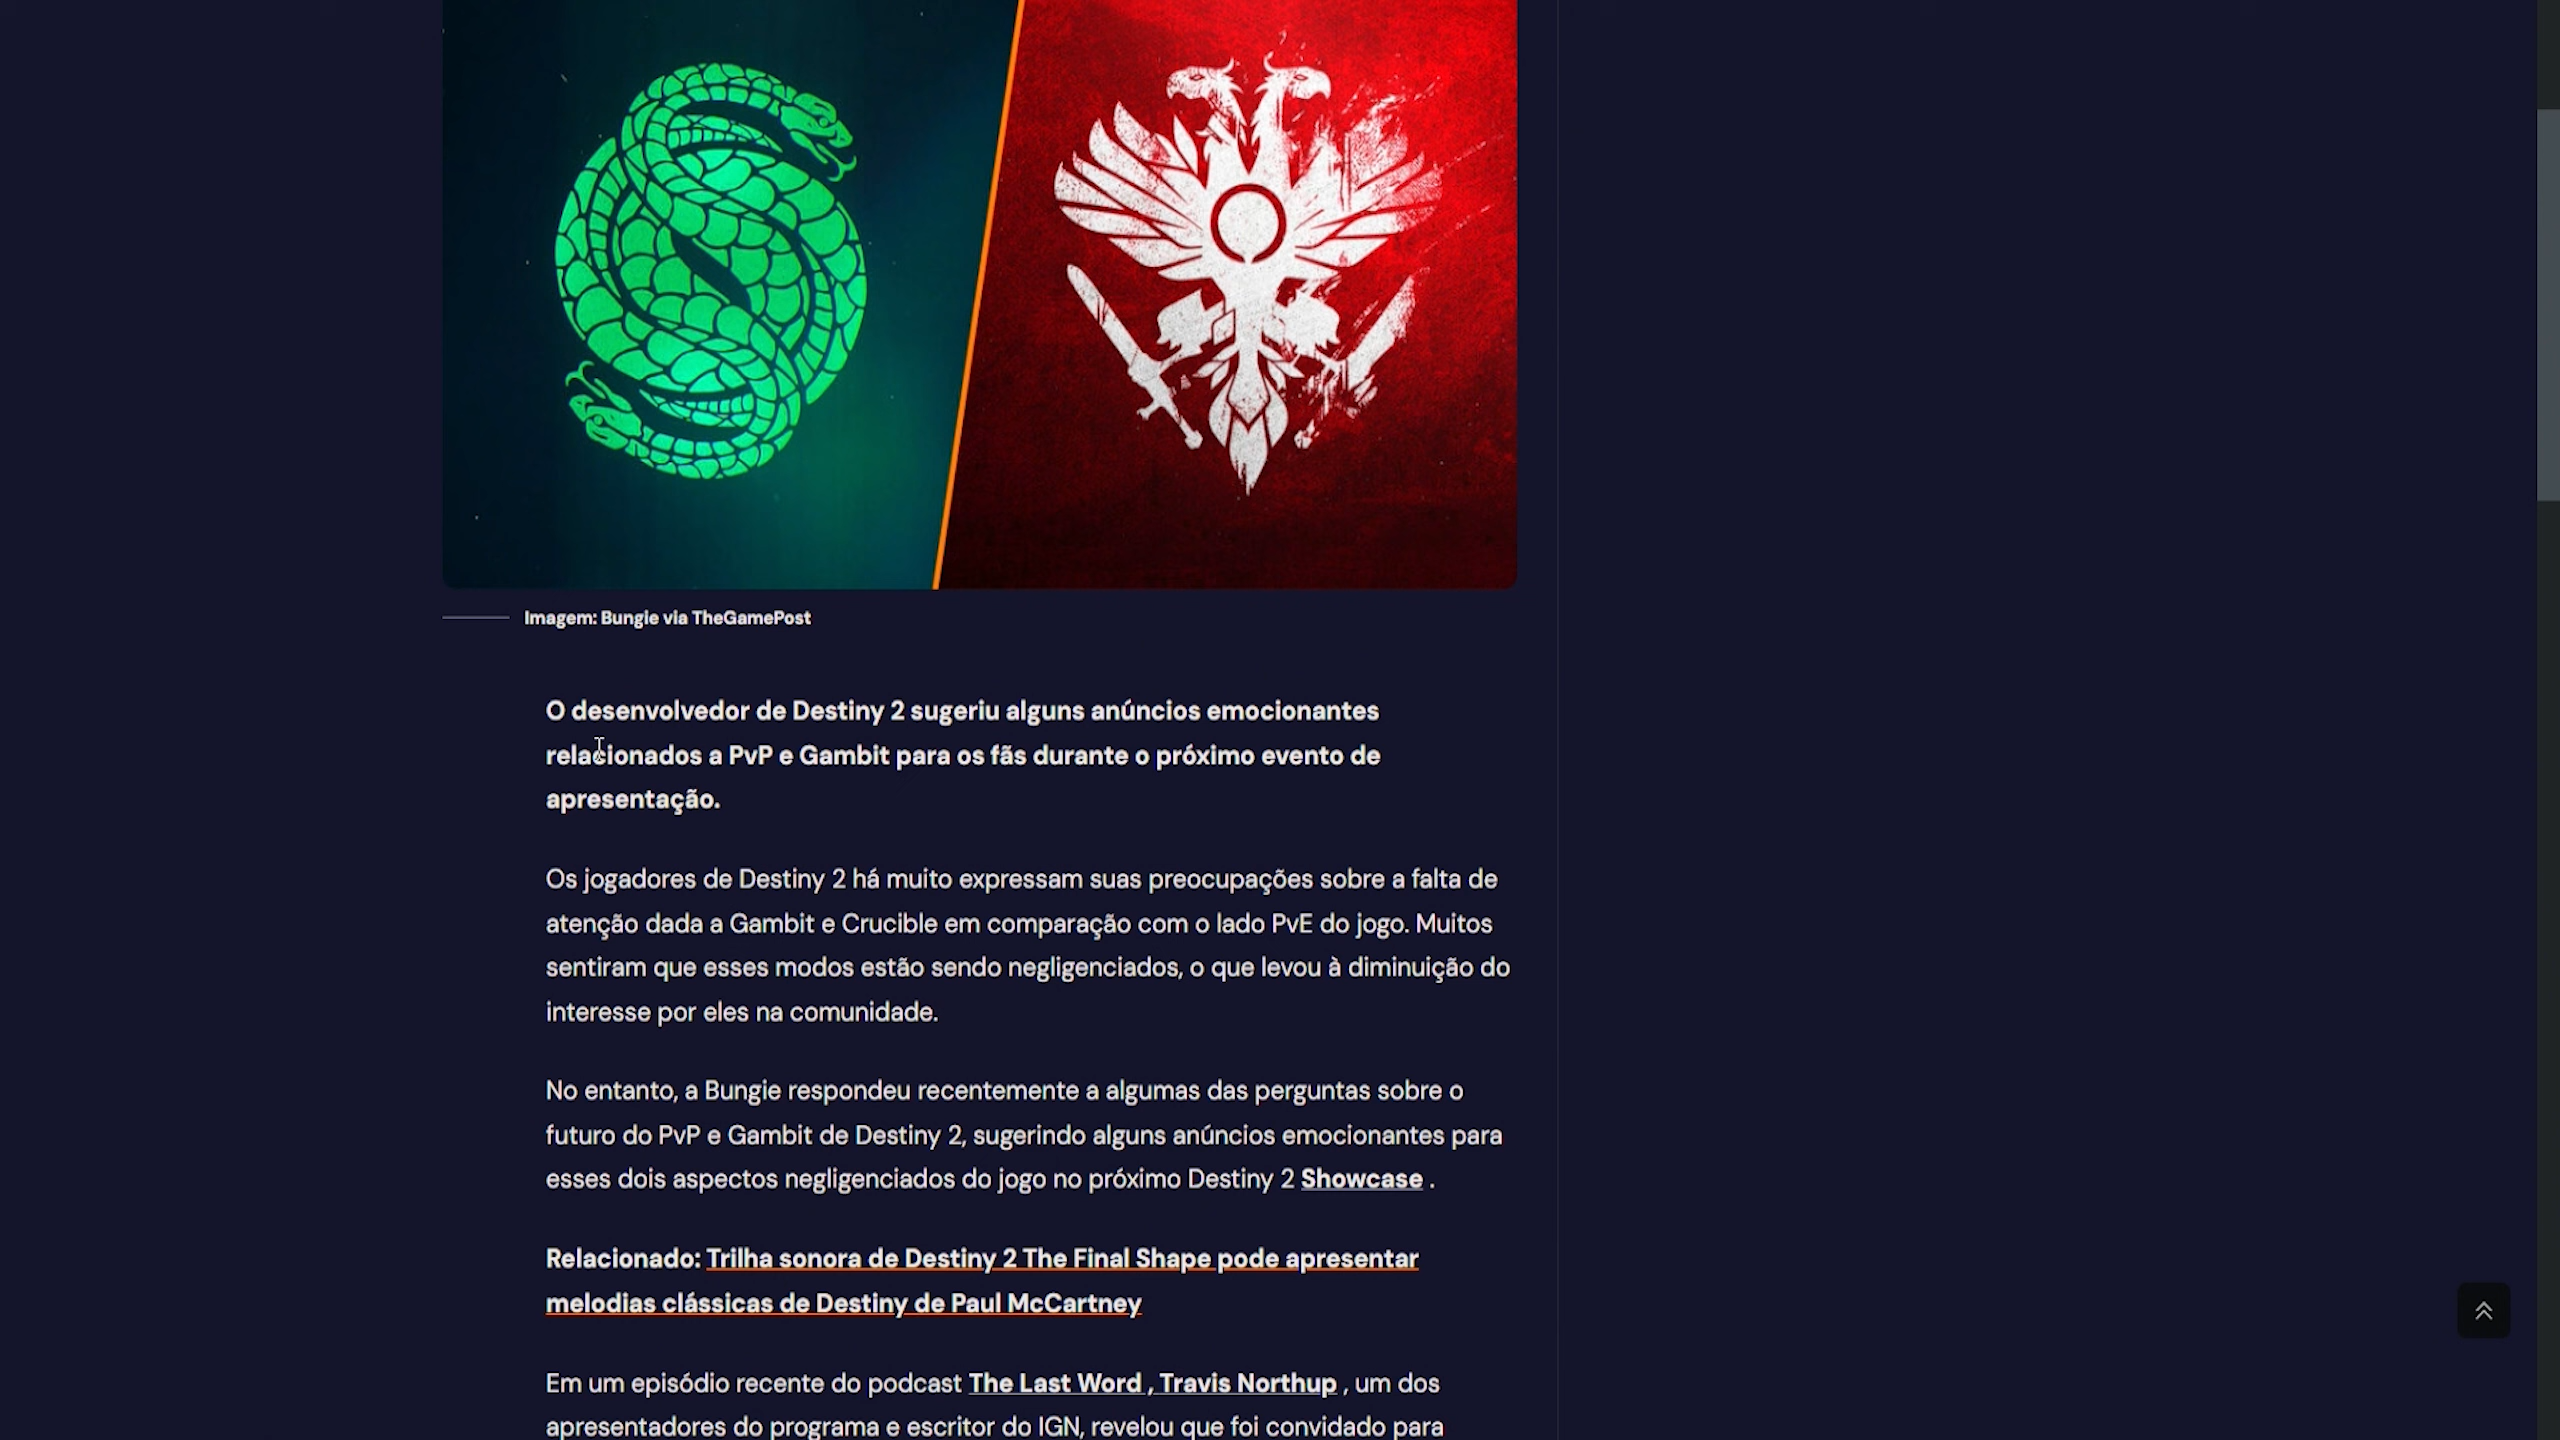 Imagem: Bungie via TheGamePost
O desenvolvedor de Destiny 2 sugeriu alguns anúncios emocionantes
relacionados a PvP e Gambit para os fãs durante o próximo evento de
apresentação.
Os jogadores de Destiny 2 há muito expressam suas preocupações sobre a falta de
atenção dada a Gambit e Crucible em comparação com o lado PvE do jogo. Muitos
sentiram que esses modos estão sendo negligenciados, o que levou à diminuição do
interesse por eles na comunidade.
No entanto, a Bungie respondeu recentemente a algumas das perguntas sobre o
futuro do PvP e Gambit de Destiny 2, sugerindo alguns anúncios emocionantes para
esses dois aspectos negligenciados do jogo no próximo Destiny 2 Showcase .
Relacionado: Trilha sonora de Destiny 2 The Final Shape pode apresentar
melodias clássicas de Destiny de Paul McCartney
Em um episódio recente do podcast The Last Word , Travis Northup , um dos
apresentadores do programa e escritor do IGN, revelou que foi convidado para